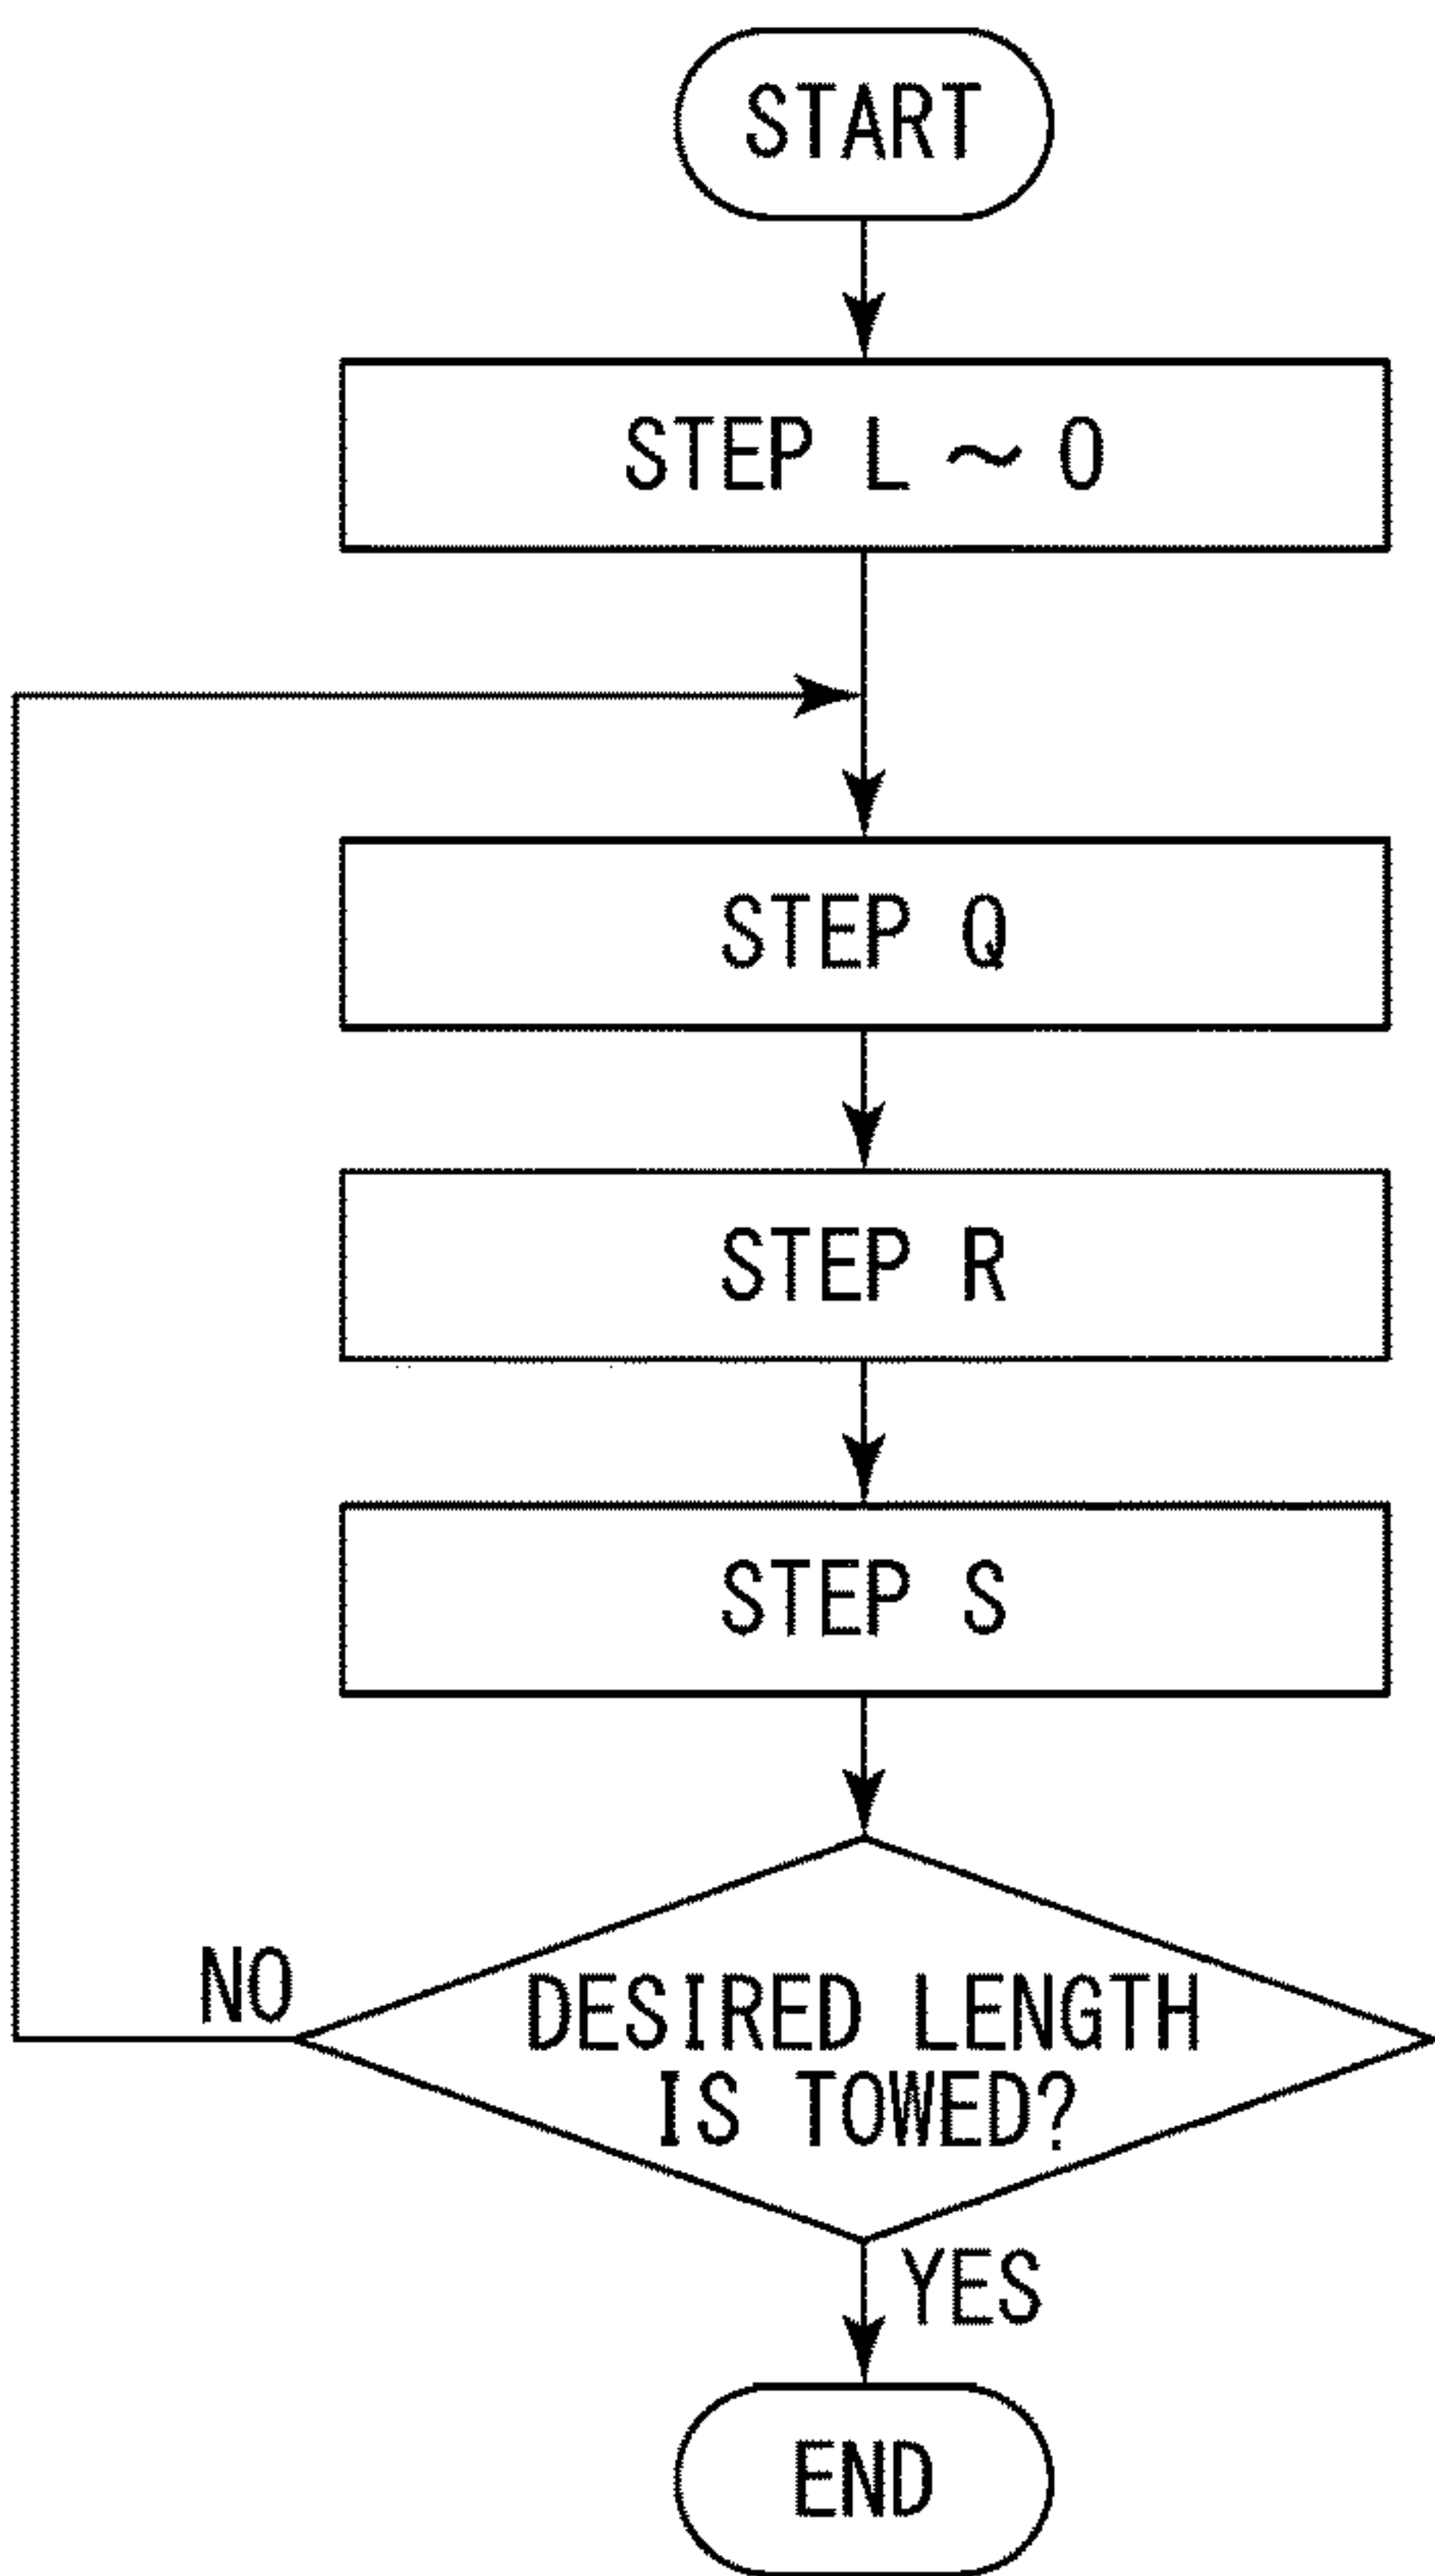 START
STEP L ~ O
STEP Q
STEP R
STEP S
NO
DESIRED LENGTH
IS TOWED?
YES
END